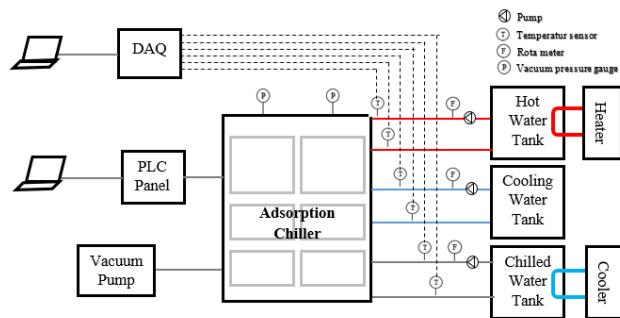 Pump
T
Temperatur sensor
F
Rota meter
P
Vacuum pressure gauge
DAQ
P
P
T
F
Hot
Water
Tank
Heater
T
PLC
Panel
T
F
Cooling
Water
Tank
T
Adsorption
Chiller
Vacuum
Pump
T
F
Chilled
Water
Tank
Cooler
T